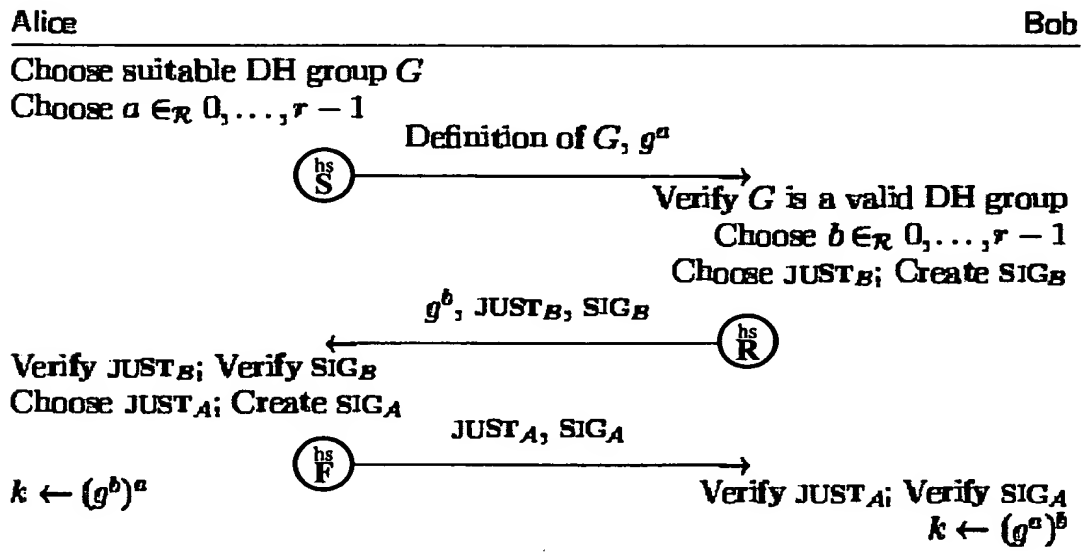 Alice Bob
Choose suitable DH group G
Choose a ∈_R 0, . . . , r − 1
Definition of G, g^a
hs S
Verify G is a valid DH group
Choose b ∈_R 0, . . . , r − 1
Choose JUST_B; Create SIG_B
g^b, JUST_B, SIG_B
hs R
Verify JUST_B; Verify SIG_B
Choose JUST_A; Create SIG_A
JUST_A, SIG_A
hs F
k ← (g^b)^a
Verify JUST_A; Verify SIG_A
k ← (g^a)^b